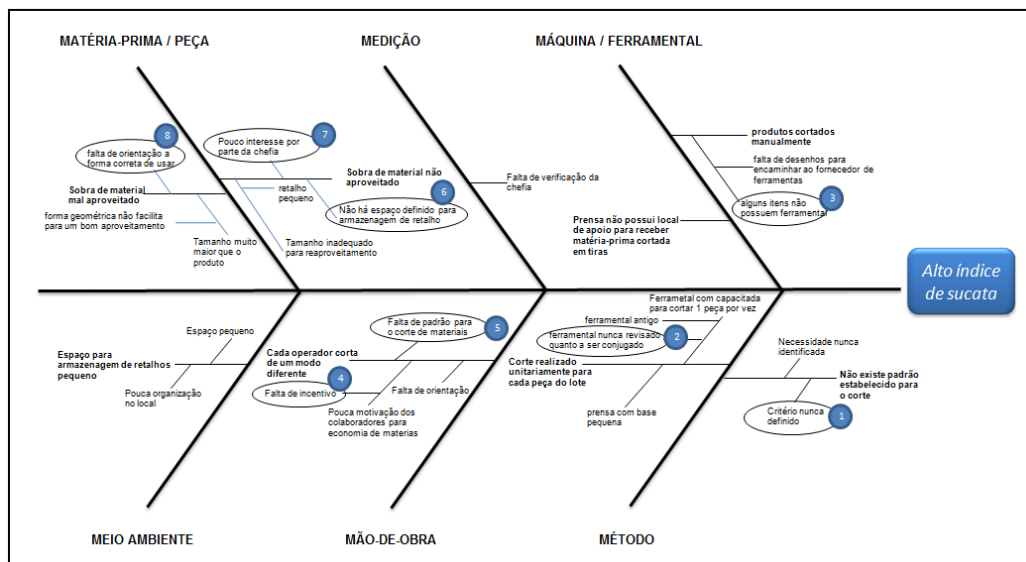 MATÉRIA-PRIMA / PEÇA
MEDIÇÃO
MÁQUINA / FERRAMENTAL
8
falta de orientação a
forma correta de usar
7
Pouco interesse por
parte da chefia
Sobra de material
mal aproveitado
retalho
pequeno
Sobra de material não
aproveitado
6
Não há espaço definido para
armazenagem de retalho
forma geométrica não facilita
para um bom aproveitamento
Tamanho muito
maior que o
produto
Tamanho inadequado
para reaproveitamento
Falta de verificação da
chefia
produtos cortados
manualmente
falta de desenhos para
encaminhar ao fornecedor de
ferramentas
3
alguns itens não
possuem ferramental
Prensa não possui local
de apoio para receber
matéria-prima cortada
em tiras
Alto índice
de sucata
Espaço pequeno
Espaço para
armazenagem de retalhos
pequeno
Pouca organização
no local
5
Falta de padrão para
o corte de materiais
Cada operador corta
de um modo
diferente
4
Falta de incentivo
Falta de orientação
Pouca motivação dos
colaboradores para
economia de materias
Ferrametal com capacitada
para cortar 1 peça por vez
ferramental antigo
2
ferramental nunca revisado
quanto a ser conjugado
Corte realizado
unitariamente para
cada peça do lote
prensa com base
pequena
Necessidade nunca
identificada
Não existe padrão
estabelecido para
o corte
1
Critério nunca
definido
MEIO AMBIENTE
MÃO-DE-OBRA
MÉTODO